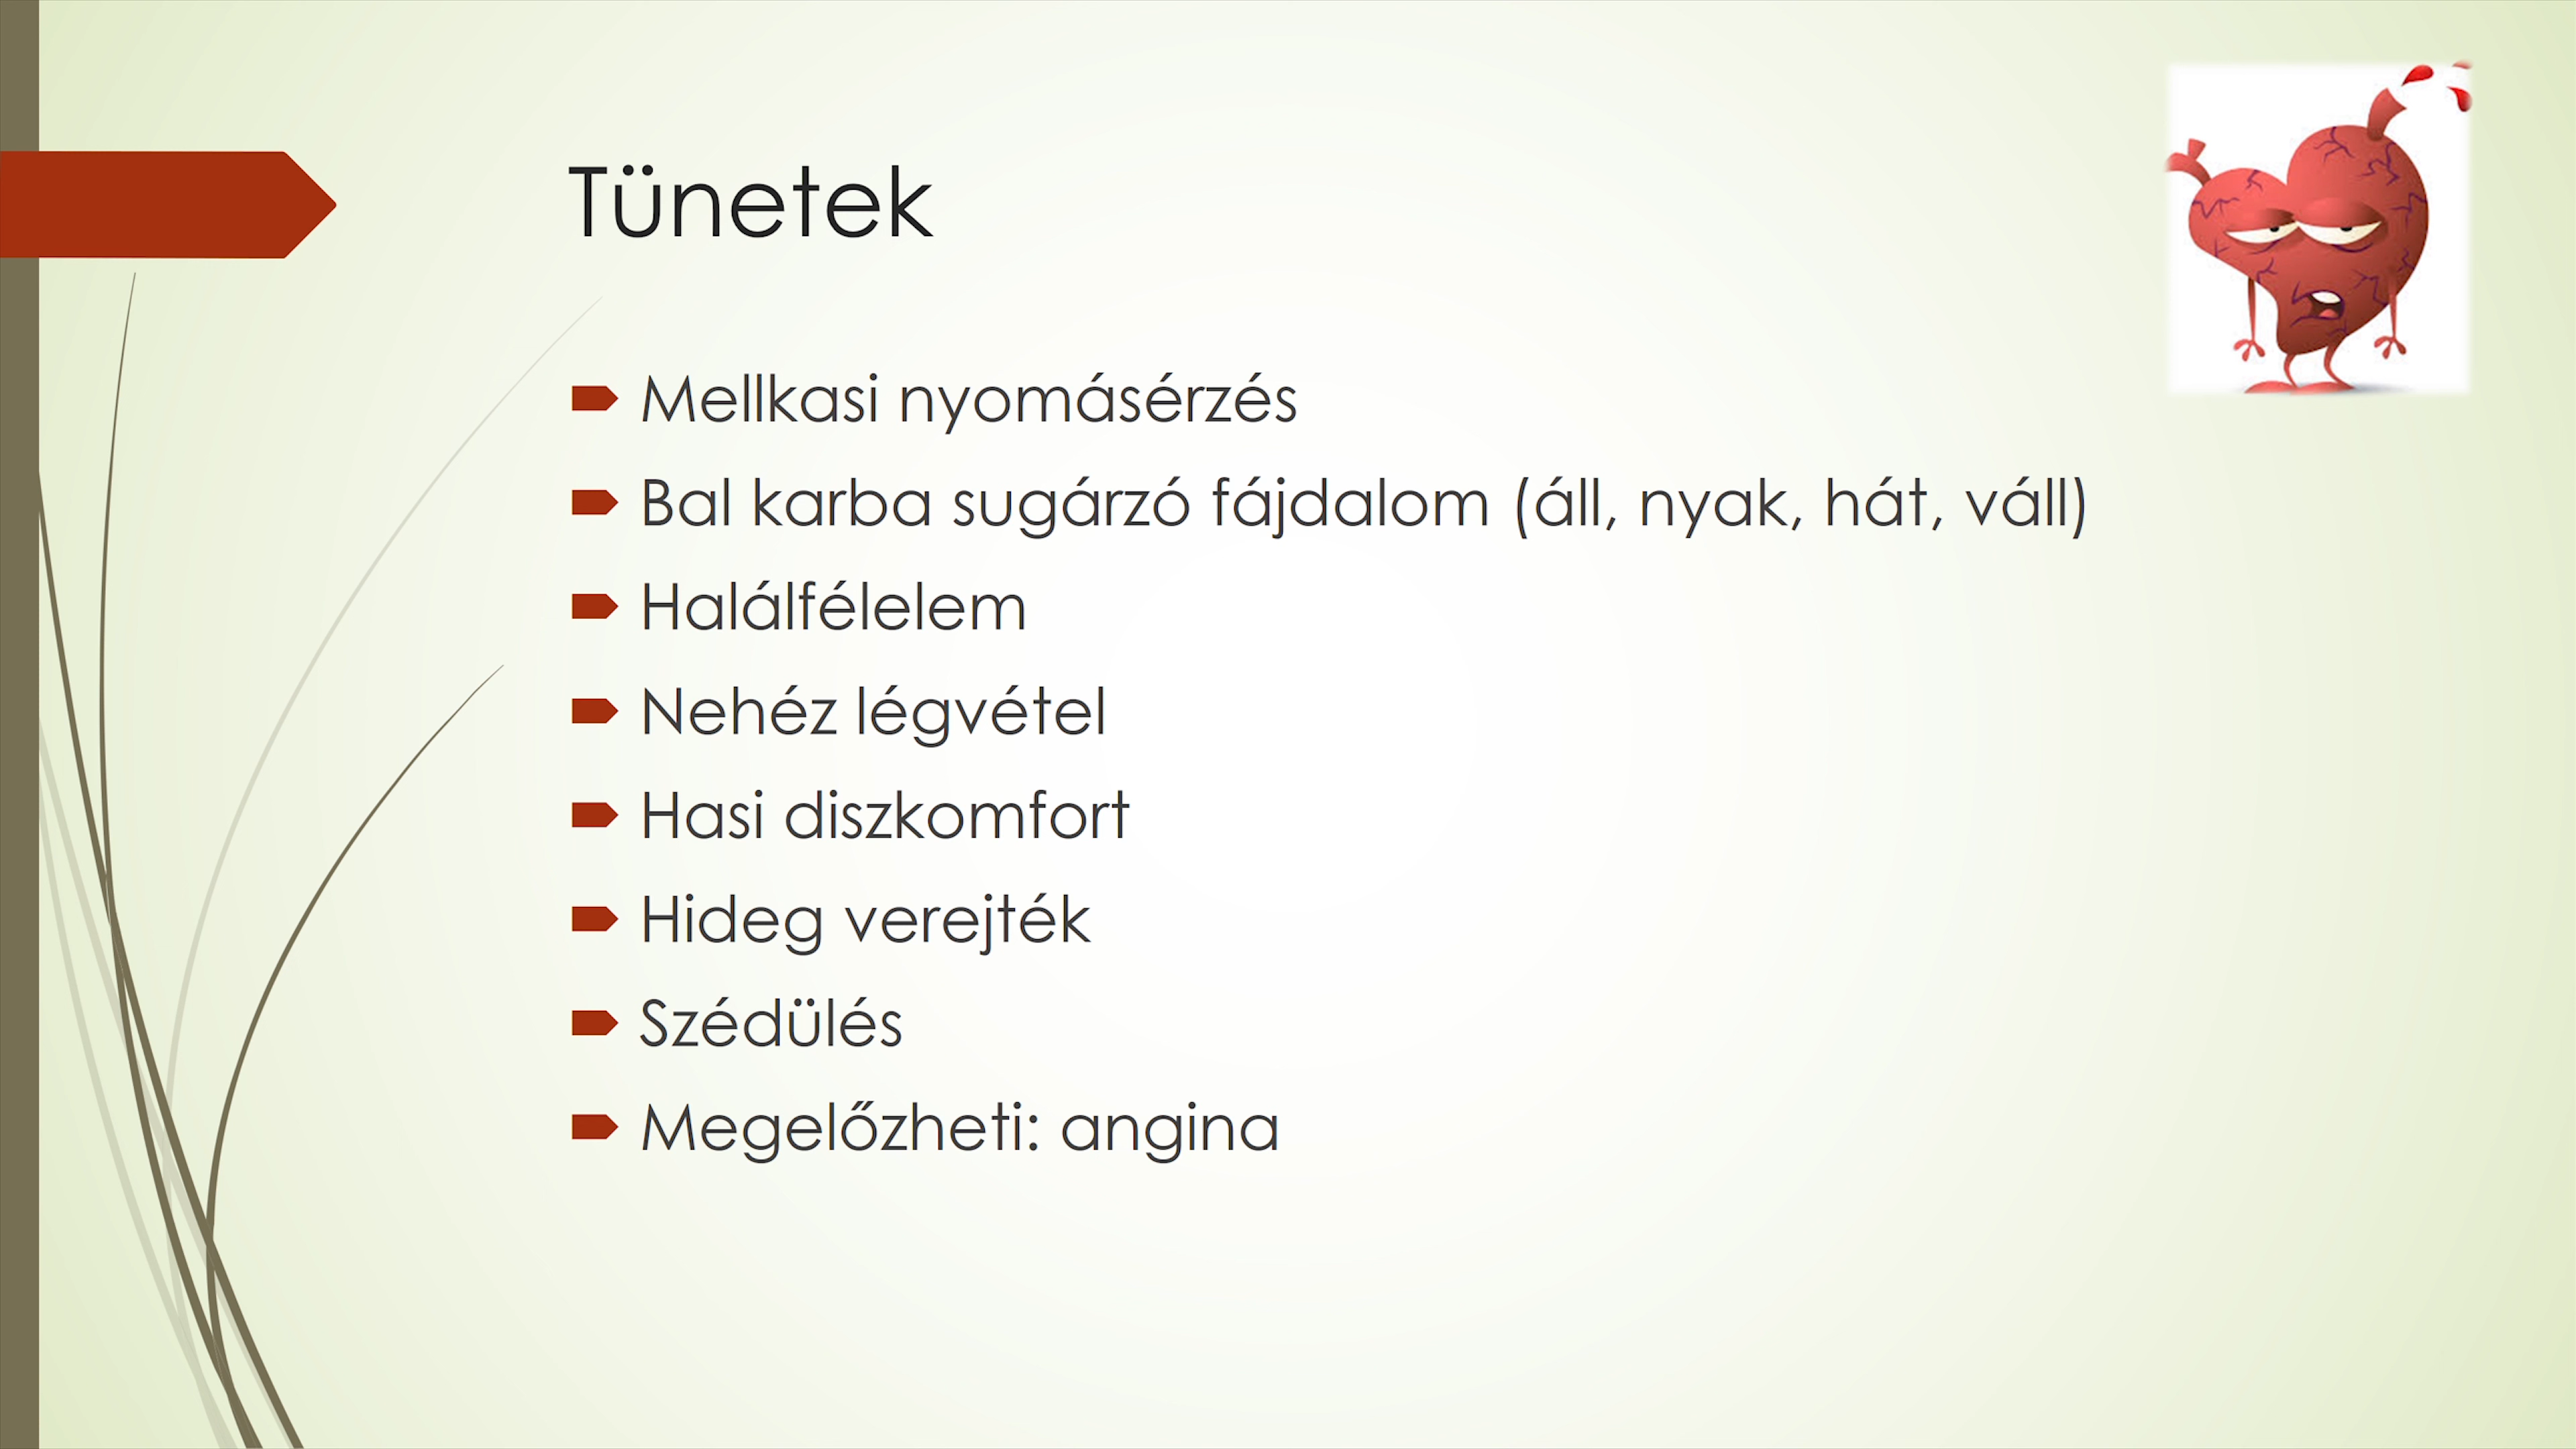 Tünetek
Mellkasi nyomásérzés
Bal karba sugárzó fájdalom (áll, nyak, hát, váll)
Halálfélelem
Nehéz légvétel
Hasi diszkomfort
Hideg verejték
Szédülés
Megelőzheti: angina